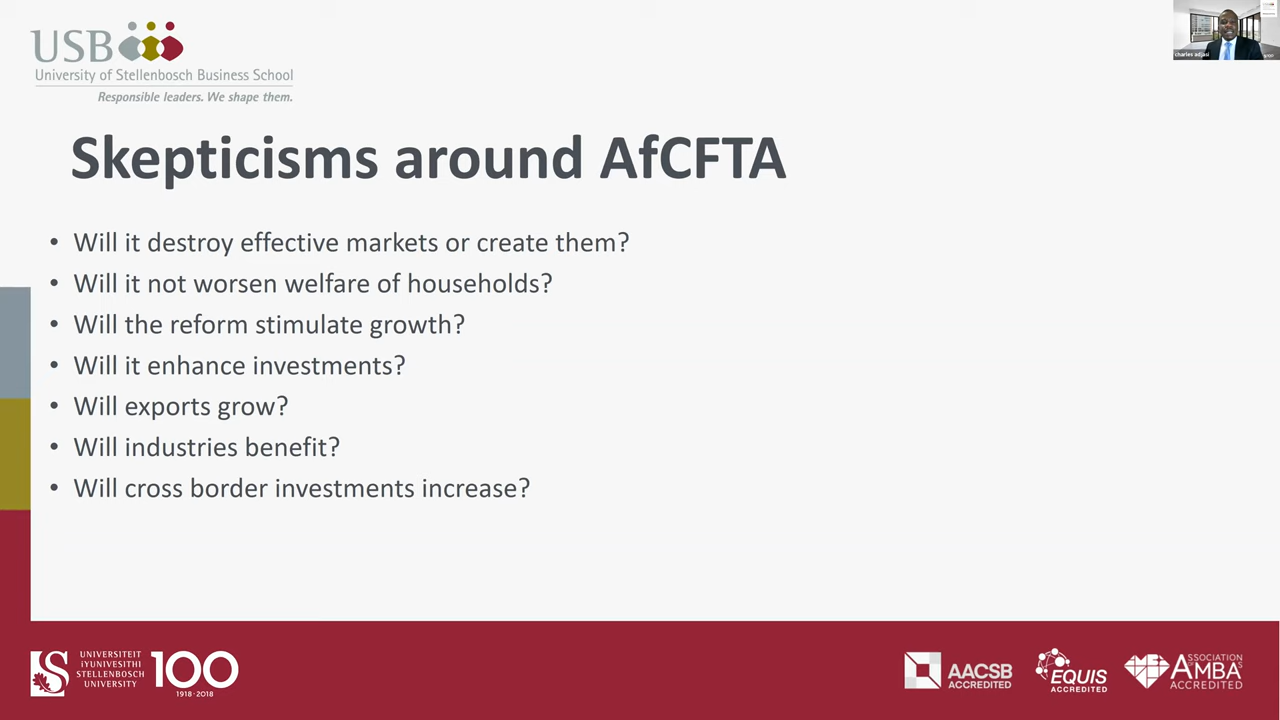 USB
University of Stellenbosch Business School
Responsible leaders. We shape them.
charles adjasi
Skepticisms around AfCFTA
• Will it destroy effective markets or create them?
• Will it not worsen welfare of households?
• Will the reform stimulate growth?
• Will it enhance investments?
• Will exports grow?
• Will industries benefit?
• Will cross border investments increase?
UNIVERSITEIT
iYUNIVESITHI
STELLENBOSCH
UNIVERSITY
100
1918·2018
AACSB
ACCREDITED
EQUIS
ACCREDITED
ASSOCIATION
AMBA
ACCREDITED